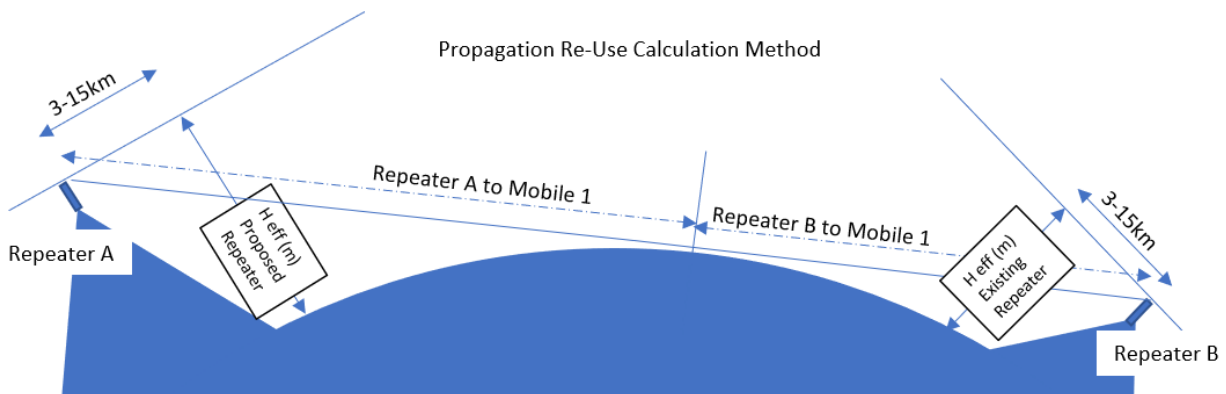 Propagation Re-Use Calculation Method
3-15km
Repeater A to Mobile 1
Repeater B to Mobile 1
3-15km
H eff (m)
Proposed
Repeater
H eff (m)
Existing
Repeater
Repeater A
Repeater B